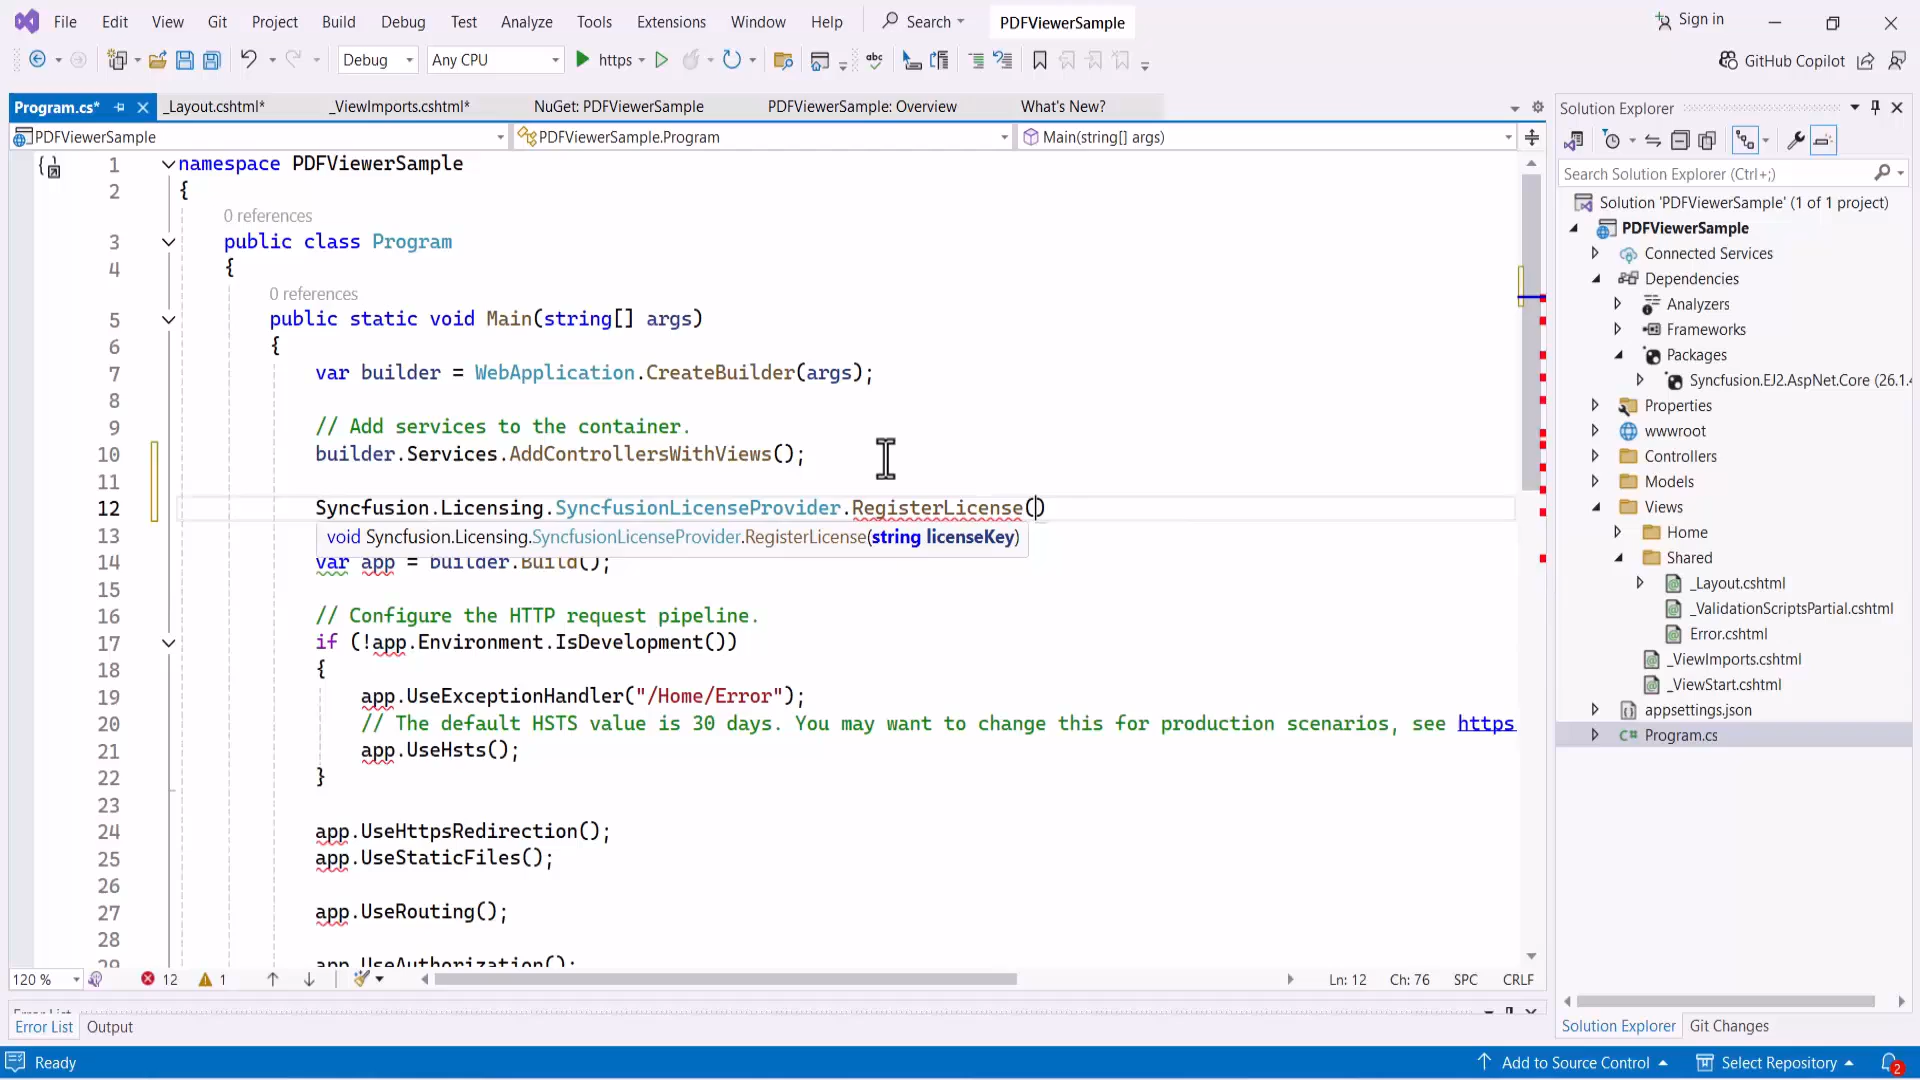 File Edit View Git Project Build Debug Test Analyze Tools Extensions Window Help Search PDFViewerSample Sign in
Debug Any CPU https GitHub Copilot
Program.cs* _Layout.cshtml* _ViewImports.cshtml* NuGet: PDFViewerSample PDFViewerSample: Overview What's New?
PDFViewerSample PDFViewerSample.Program Main(string[] args)
1 namespace PDFViewerSample
2 {
0 references
3 public class Program
4 {
0 references
5 public static void Main(string[] args)
6 {
7 var builder = WebApplication.CreateBuilder(args);
8
9 // Add services to the container.
10 builder.Services.AddControllersWithViews();
11
12 Syncfusion.Licensing.SyncfusionLicenseProvider.RegisterLicense()
13 void Syncfusion.Licensing.SyncfusionLicenseProvider.RegisterLicense(string licenseKey)
14 var app = builder.Build();
15
16 // Configure the HTTP request pipeline.
17 if (!app.Environment.IsDevelopment())
18 {
19 app.UseExceptionHandler("/Home/Error");
20 // The default HSTS value is 30 days. You may want to change this for production scenarios, see https
21 app.UseHsts();
22 }
23
24 app.UseHttpsRedirection();
25 app.UseStaticFiles();
26
27 app.UseRouting();
28
29 app.UseAuthorization();
120 % 12 1 Ln: 12 Ch: 76 SPC CRLF
Error List
Error List Output
Solution Explorer
Search Solution Explorer (Ctrl+;)
Solution 'PDFViewerSample' (1 of 1 project)
PDFViewerSample
Connected Services
Dependencies
Analyzers
Frameworks
Packages
Syncfusion.EJ2.AspNet.Core (26.1.4
Properties
wwwroot
Controllers
Models
Views
Home
Shared
_Layout.cshtml
_ValidationScriptsPartial.cshtml
Error.cshtml
_ViewImports.cshtml
_ViewStart.cshtml
appsettings.json
C# Program.cs
Solution Explorer Git Changes
Ready Add to Source Control Select Repository 2